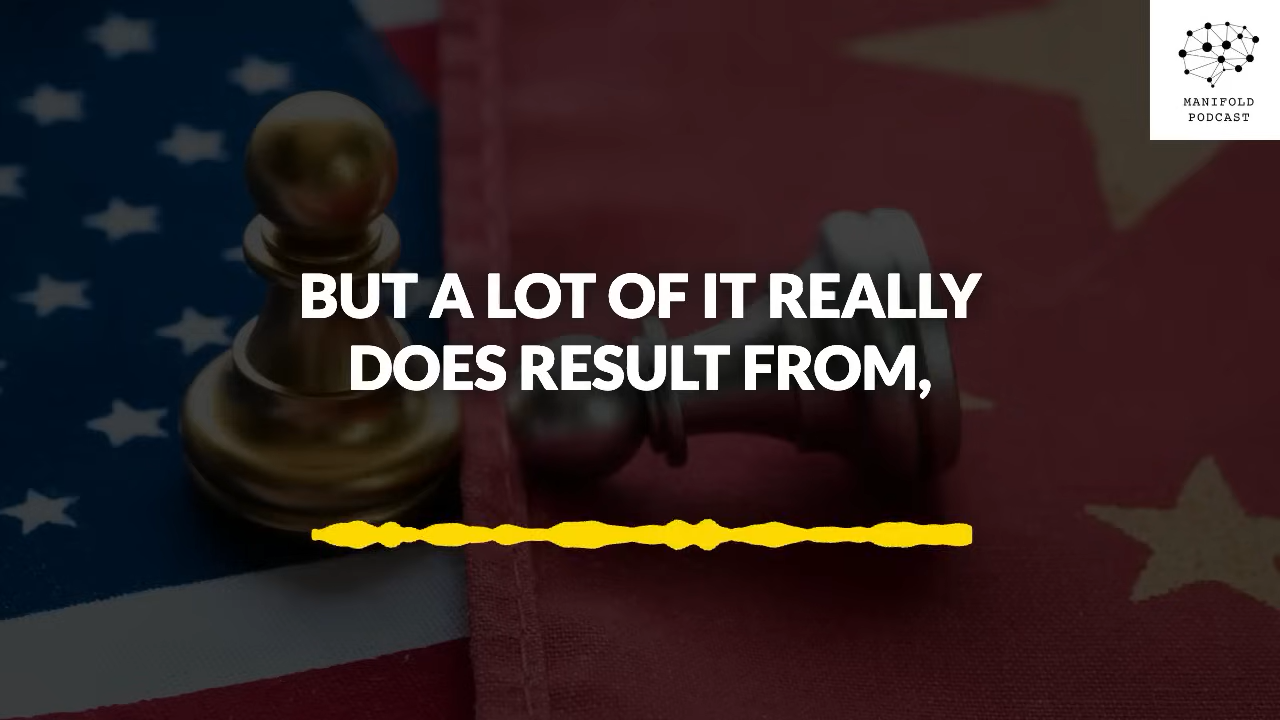 MANIFOLD
PODCAST
BUT A LOT OF IT REALLY
DOES RESULT FROM,